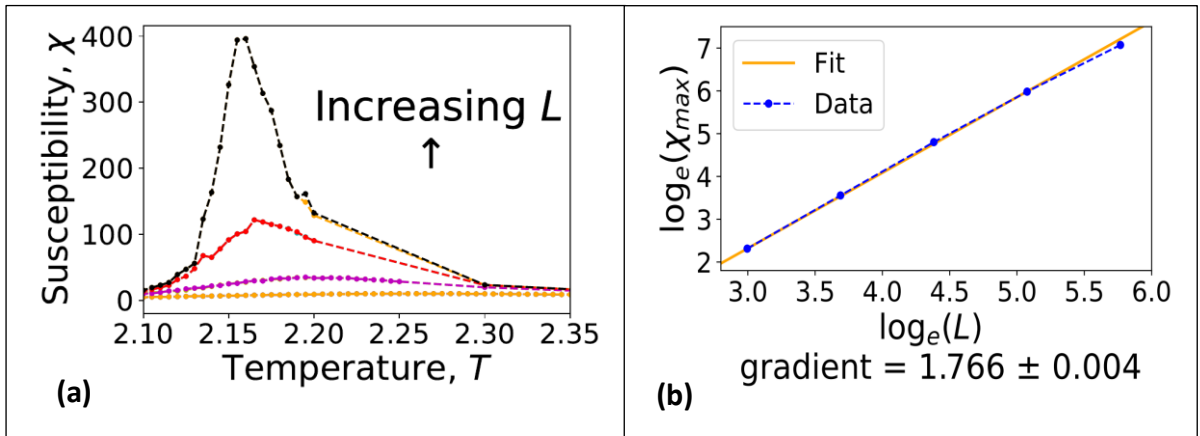 400
300
200
100
0
Susceptibility, χ
Increasing L
↑
2.10 2.15 2.20 2.25 2.30 2.35
Temperature, T
(a)
7
6
5
4
3
2
logₑ(χₘₐₓ)
Fit
Data
3.0 3.5 4.0 4.5 5.0 5.5 6.0
logₑ(L)
gradient = 1.766 ± 0.004
(b)